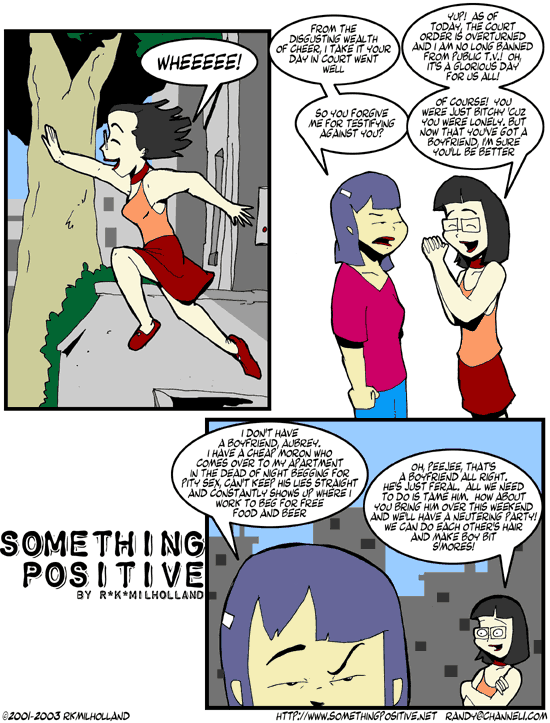 WHEEEEE!
FROM THE
DISGUSTING WEALTH
OF CHEER, I TAKE IT YOUR
DAY IN COURT WENT
WELL
YUP! AS OF
TODAY, THE COURT
ORDER IS OVERTURNED
AND I AM NO LONG BANNED
FROM PUBLIC T.V.! OH,
IT'S A GLORIOUS DAY
FOR US ALL!
SO YOU FORGIVE
ME FOR TESTIFYING
AGAINST YOU?
OF COURSE! YOU
WERE JUST BITCHY 'CUZ
YOU WERE LONELY. BUT
NOW THAT YOU'VE GOT A
BOYFRIEND, I'M SURE
YOU'LL BE BETTER
I DON'T HAVE
A BOYFRIEND, AUBREY.
I HAVE A CHEAP MORON WHO
COMES OVER TO MY APARTMENT
IN THE DEAD OF NIGHT BEGGING FOR
PITY SEX, CAN'T KEEP HIS LIES STRAIGHT
AND CONSTANTLY SHOWS UP WHERE I
WORK TO BEG FOR FREE
FOOD AND BEER
OH, PEEJEE, THAT'S
A BOYFRIEND ALL RIGHT.
HE'S JUST FERAL. ALL WE NEED
TO DO IS TAME HIM. HOW ABOUT
YOU BRING HIM OVER THIS WEEKEND
AND WE'LL HAVE A NEUTERING PARTY!
WE CAN DO EACH OTHER'S HAIR
AND MAKE BOY BIT
S'MORES!
SOMETHING
POSITIVE
BY R*K*MILHOLLAND
©2001-2003 RKMILHOLLAND
HTTP://WWW.SOMETHINGPOSITIVE.NET RANDY@CHANNEL1.COM